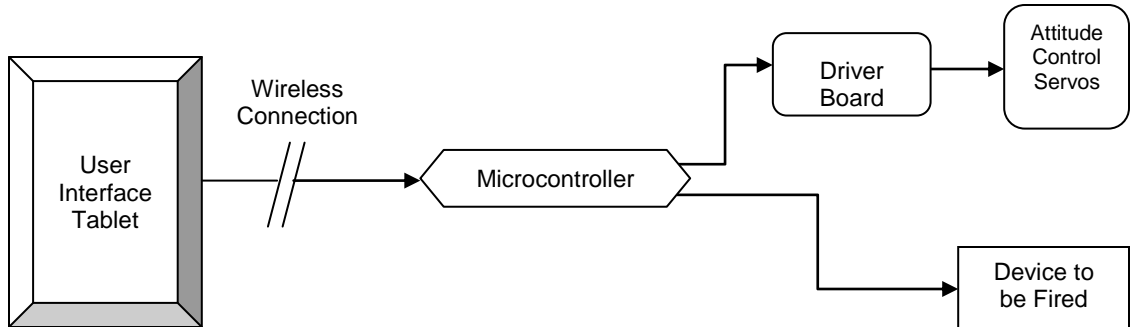 User
Interface
Tablet
Wireless
Connection
Microcontroller
Driver
Board
Attitude
Control
Servos
Device to
be Fired